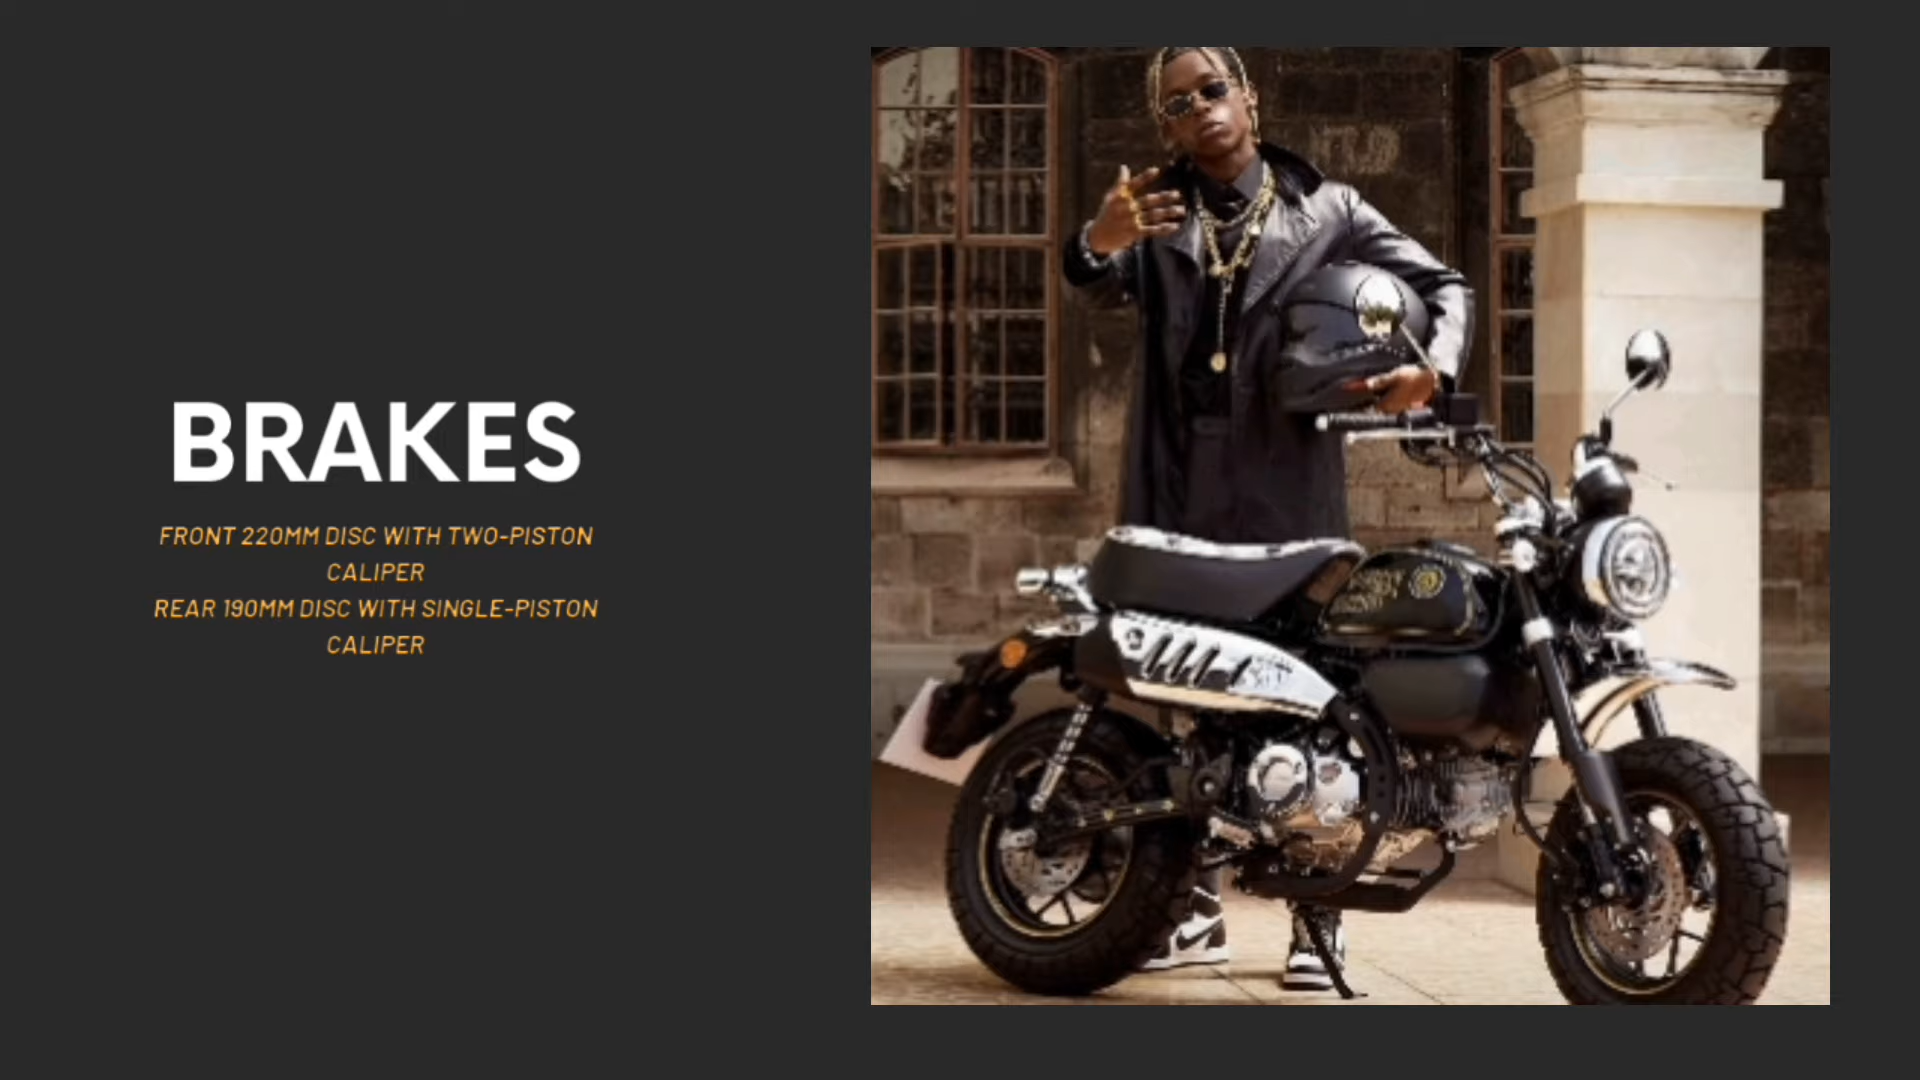 BRAKES
FRONT 220MM DISC WITH TWO-PISTON
CALIPER
REAR 190MM DISC WITH SINGLE-PISTON
CALIPER